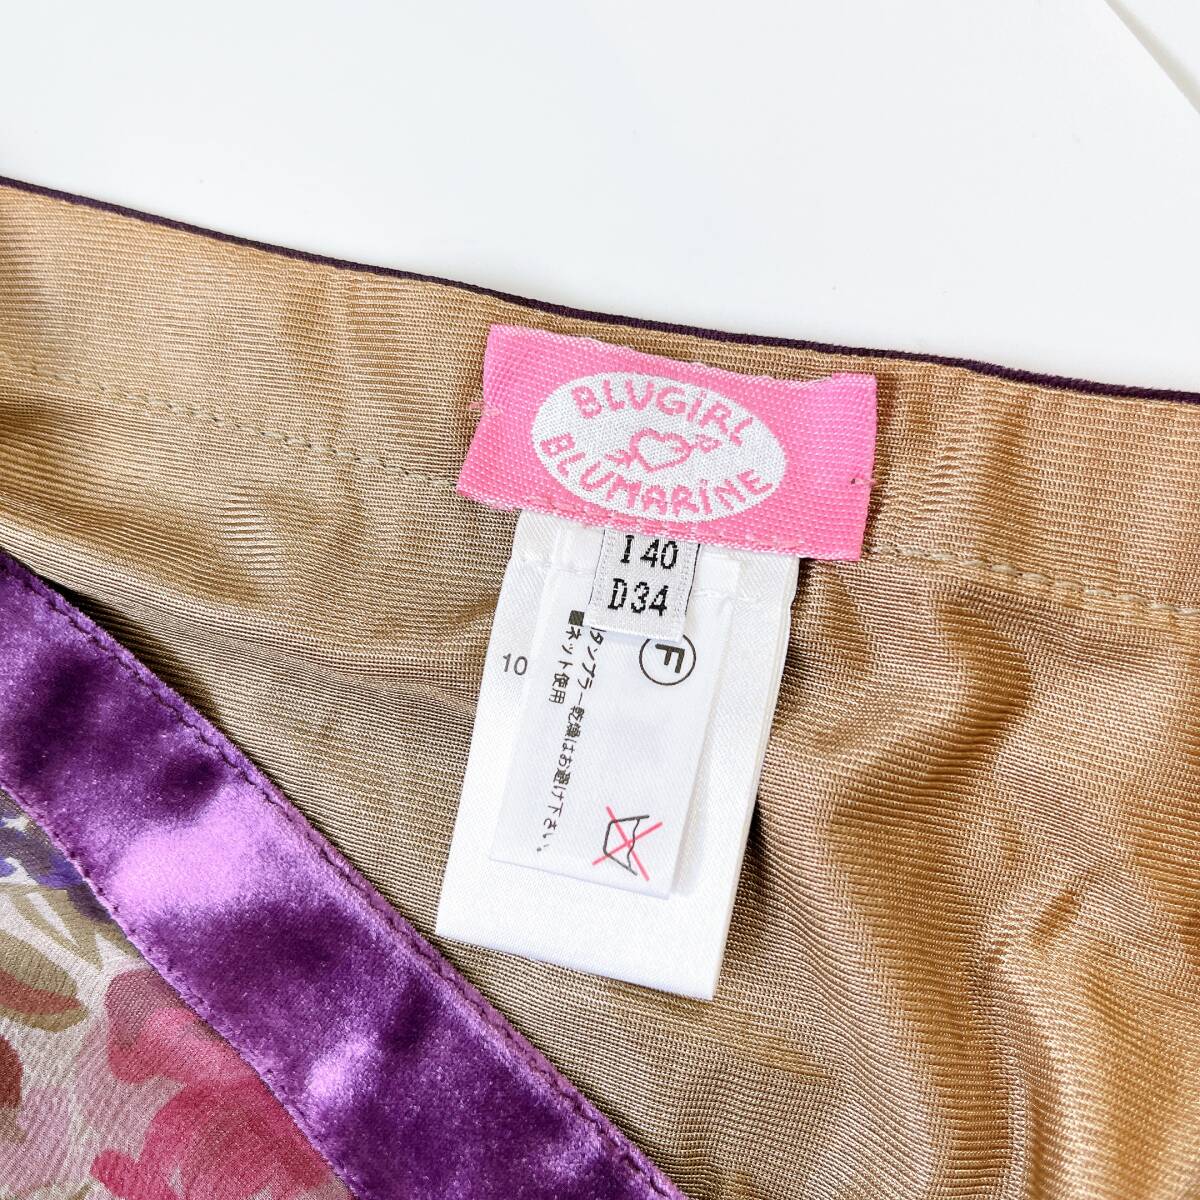 BLUGiRL
BLUMARiNE
I 40
D34
10
F
タンブラー乾燥はお避け下さい。
■ネット使用